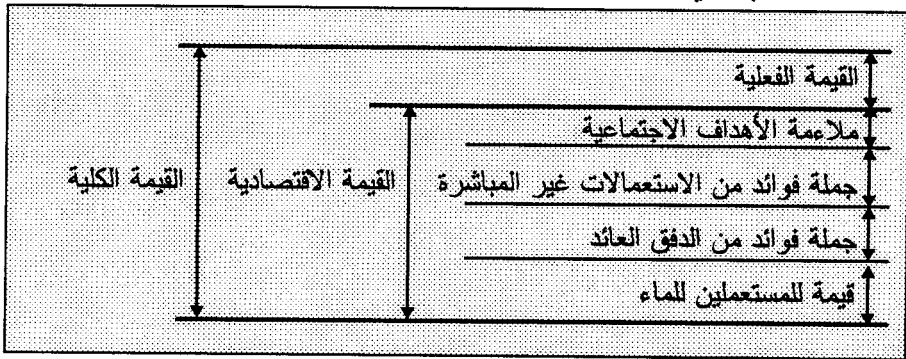 القيمة الفعلية
ملاءمة الأهداف الاجتماعية
جملة فوائد من الاستعمالات غير المباشرة
القيمة الاقتصادية
القيمة الكلية
جملة فوائد من الدفق العائد
قيمة للمستعملين للماء